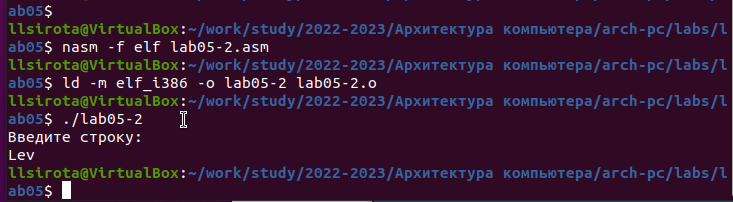 ab05$
llsirota@VirtualBox:~/work/study/2022-2023/Архитектура компьютера/arch-pc/labs/l
ab05$ nasm -f elf lab05-2.asm
llsirota@VirtualBox:~/work/study/2022-2023/Архитектура компьютера/arch-pc/labs/l
ab05$ ld -m elf_i386 -o lab05-2 lab05-2.o
llsirota@VirtualBox:~/work/study/2022-2023/Архитектура компьютера/arch-pc/labs/l
ab05$ ./lab05-2
Введите строку:
Lev
llsirota@VirtualBox:~/work/study/2022-2023/Архитектура компьютера/arch-pc/labs/l
ab05$